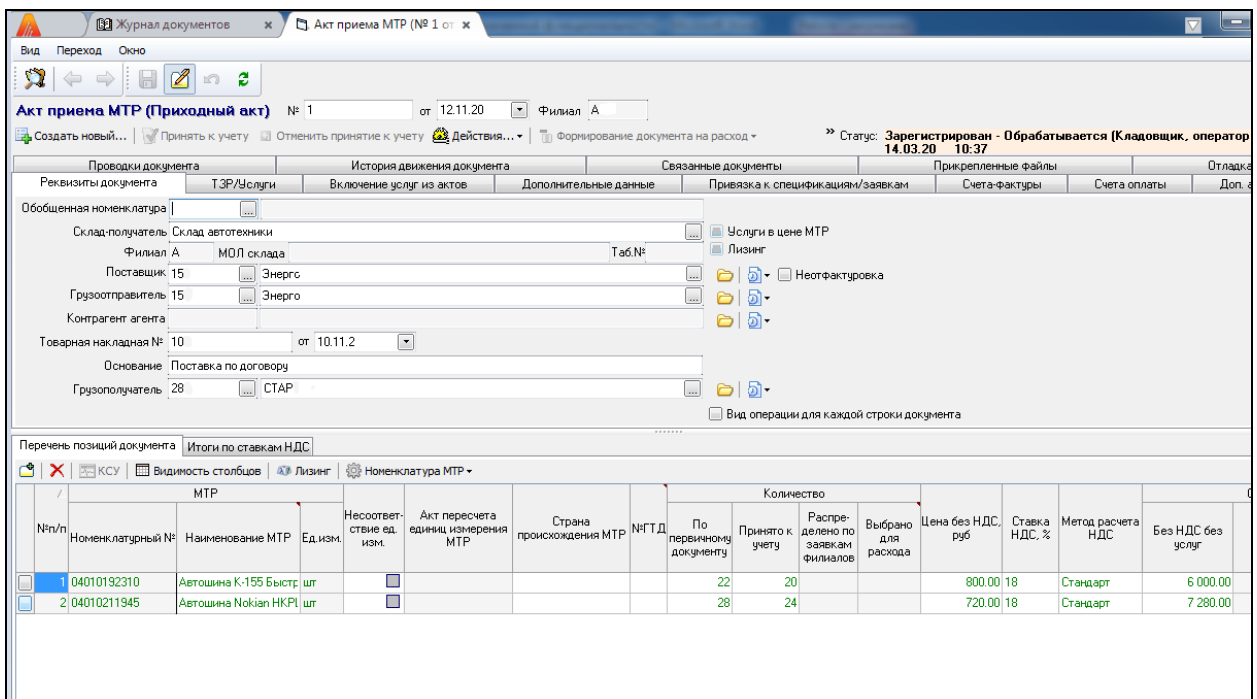 Журнал документов Акт приема МТР (№ 1 от
Вид Переход Окно
Акт приема МТР (Приходный акт) № 1 от 12.11.20 Филиал А
Создать новый... Принять к учету Отменить принятие к учету Действия... Формирование документа на расход » Статус: Зарегистрирован - Обрабатывается (Кладовщик, оператор
14.03.20 10:37
Проводки документа История движения документа Связанные документы Прикрепленные файлы Отладка
Реквизиты документа ТЗР/Услуги Включение услуг из актов Дополнительные данные Привязка к спецификациям/заявкам Счета-фактуры Счета оплаты Доп.
Обобщенная номенклатура ...
Склад-получатель Склад автотехники ... Услуги в цене МТР
Филиал А МОЛ склада Таб.№ Лизинг
Поставщик 15 ... Энерго ... Неотфактуровка
Грузоотправитель 15 ... Энерго ...
Контрагент агента
Товарная накладная № 10 от 10.11.2
Основание Поставка по договору
Грузополучатель 28 ... СТАР ...
Вид операции для каждой строки документа
Перечень позиций документа Итоги по ставкам НДС
КСУ Видимость столбцов Лизинг Номенклатура МТР
МТР Количество
№п/п Номенклатурный № Наименование МТР Ед.изм. Несоответ-
ствие ед.
изм. Акт пересчета
единиц измерения
МТР Страна
происхождения МТР №ГТД По
первичному
документу Принято к
учету Распре-
делено по
заявкам
филиалов Выбрано
для
расхода Цена без НДС,
руб Ставка
НДС, % Метод расчета
НДС Без НДС без
услуг
1 04010192310 Автошина К-155 Быстр шт 22 20 800.00 18 Стандарт 6 000.00
2 04010211945 Автошина Nokian HKPL шт 28 24 720.00 18 Стандарт 7 280.00